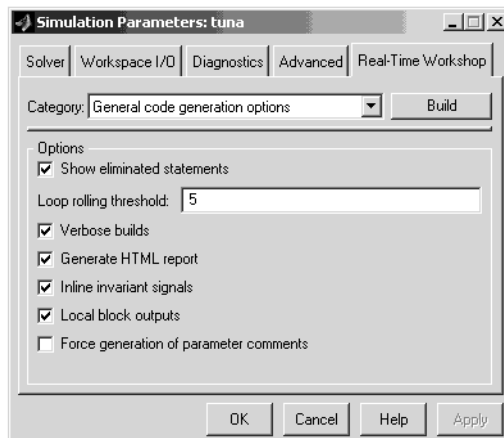 Simulation Parameters: tuna
Solver Workspace I/O Diagnostics Advanced Real-Time Workshop
Category: General code generation options Build
Options
Show eliminated statements
Loop rolling threshold: 5
Verbose builds
Generate HTML report
Inline invariant signals
Local block outputs
Force generation of parameter comments
OK Cancel Help Apply